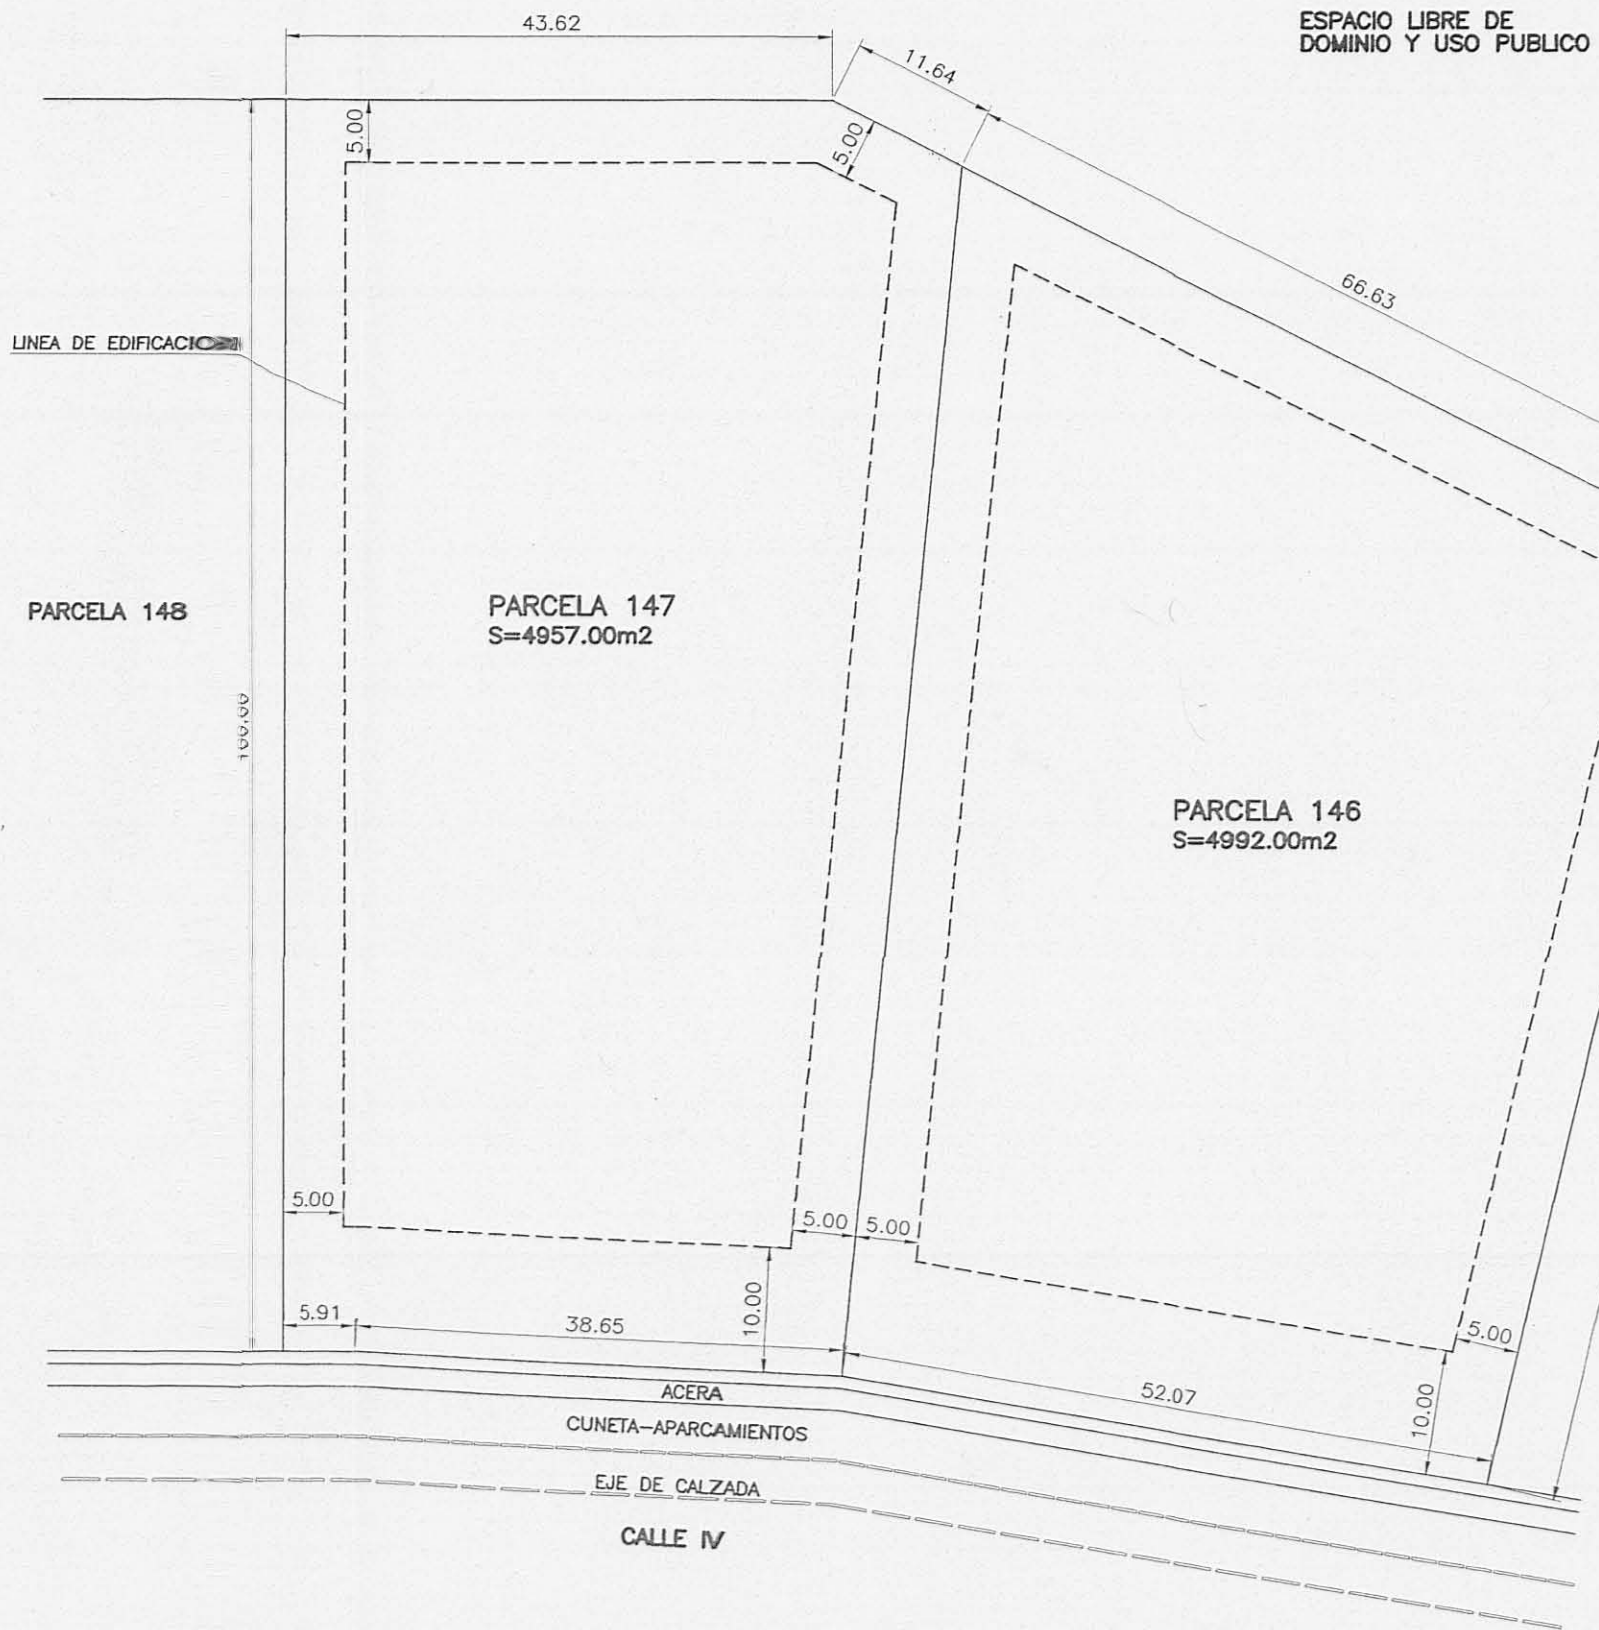 43.62
ESPACIO LIBRE DE
DOMINIO Y USO PUBLICO
11.64
5.00
5.00
66.63
LINEA DE EDIFICACION
PARCELA 148
PARCELA 147
S=4957.00m2
PARCELA 146
S=4992.00m2
5.00
5.00
5.00
5.91
38.65
10.00
5.00
52.07
10.00
ACERA
CUNETA-APARCAMIENTOS
EJE DE CALZADA
CALLE IV